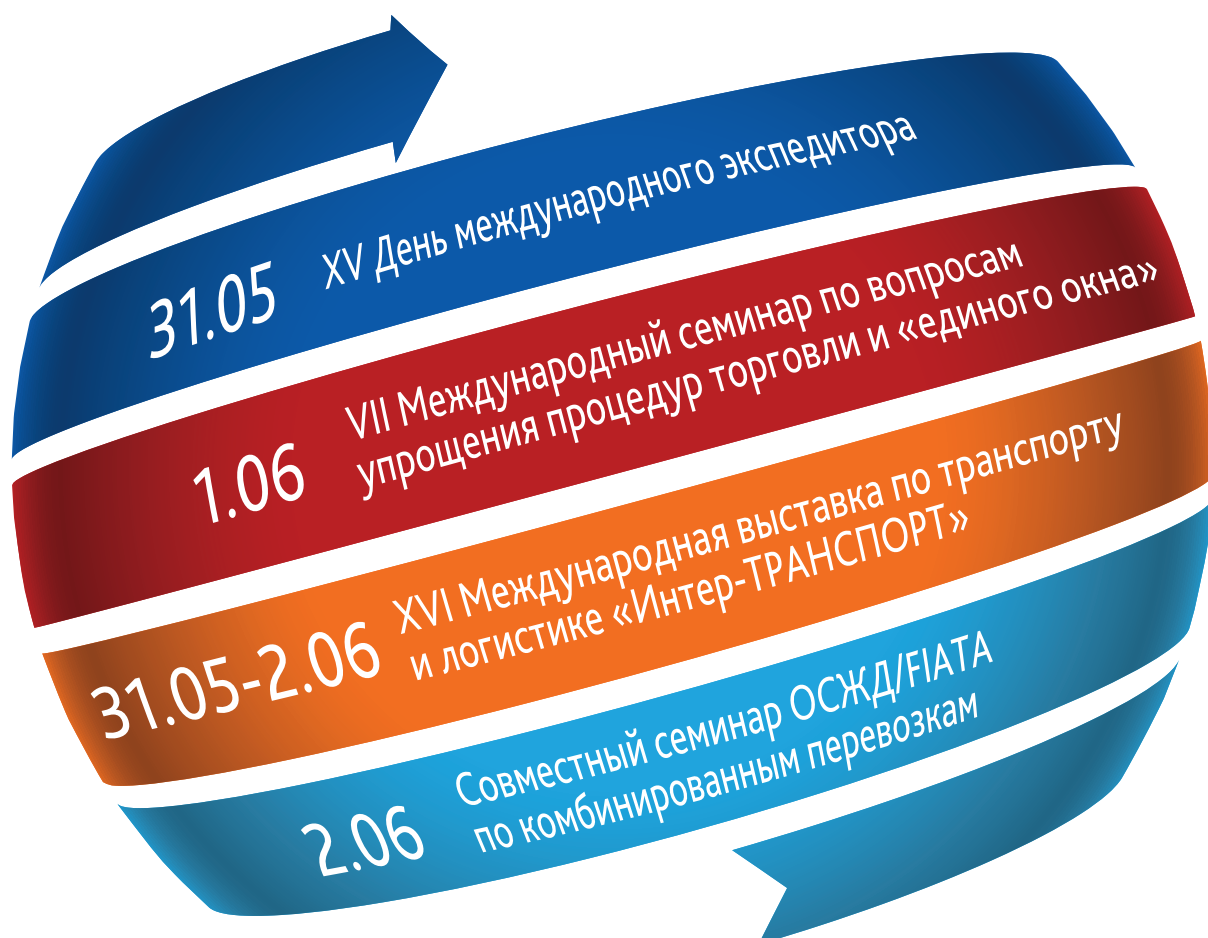 31.05
XV День международного экспедитора
1.06
VII Международный семинар по вопросам
упрощения процедур торговли и «единого окна»
31.05-2.06
XVI Международная выставка по транспорту
и логистике «Интер-ТРАНСПОРТ»
2.06
Совместный семинар ОСЖД/FIATA
по комбинированным перевозкам